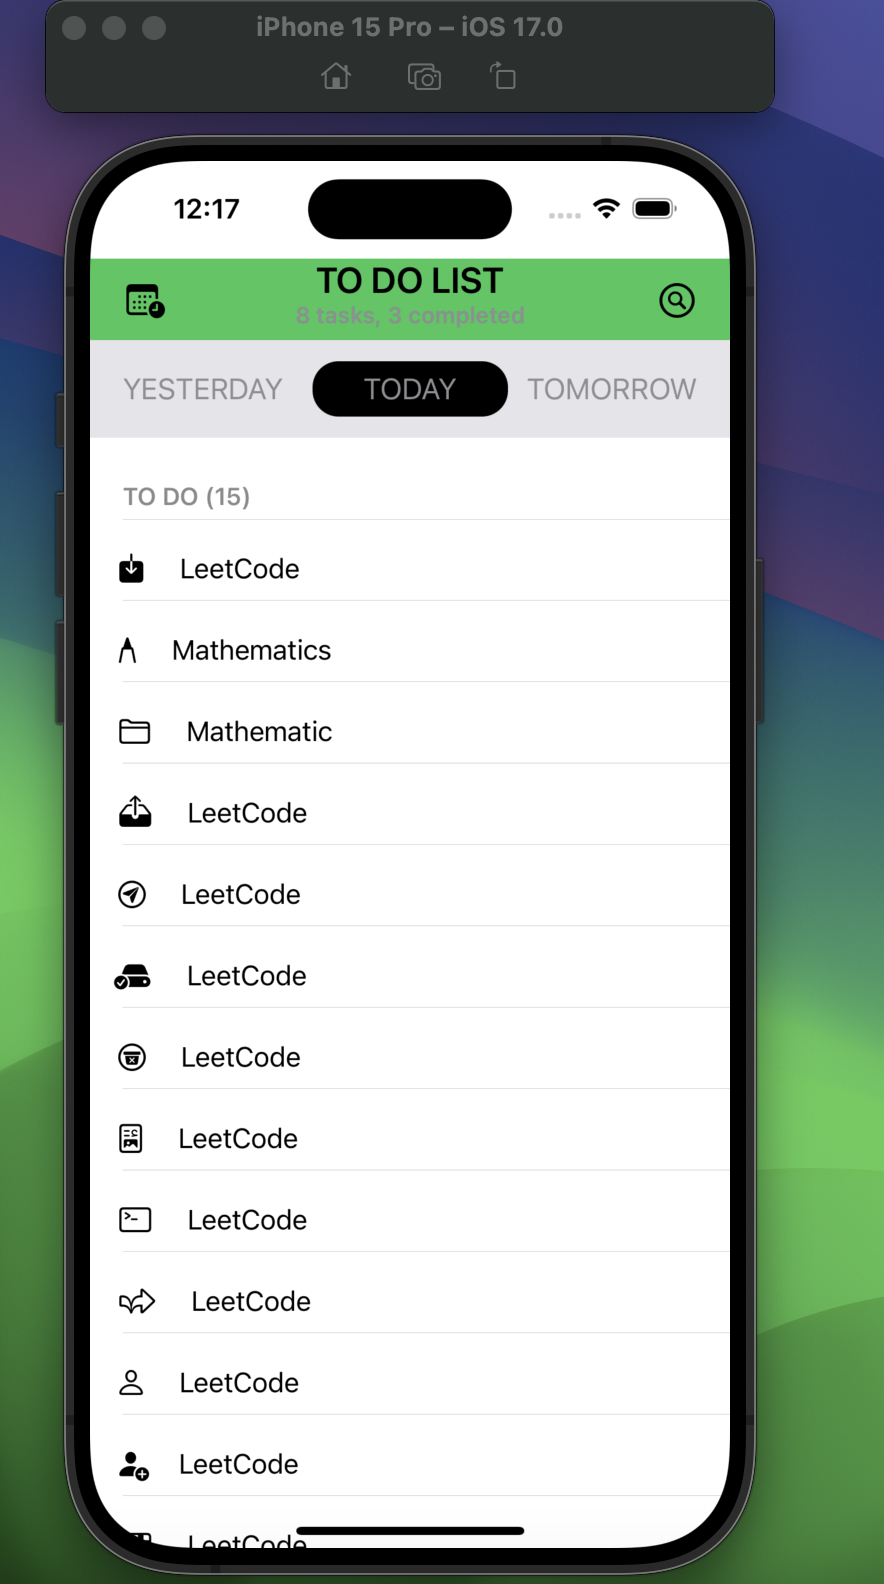 iPhone 15 Pro – iOS 17.0
12:17
TO DO LIST
8 tasks, 3 completed
YESTERDAY TODAY TOMORROW
TO DO (15)
LeetCode
Mathematics
Mathematic
LeetCode
LeetCode
LeetCode
LeetCode
LeetCode
LeetCode
LeetCode
LeetCode
LeetCode
LeetCode